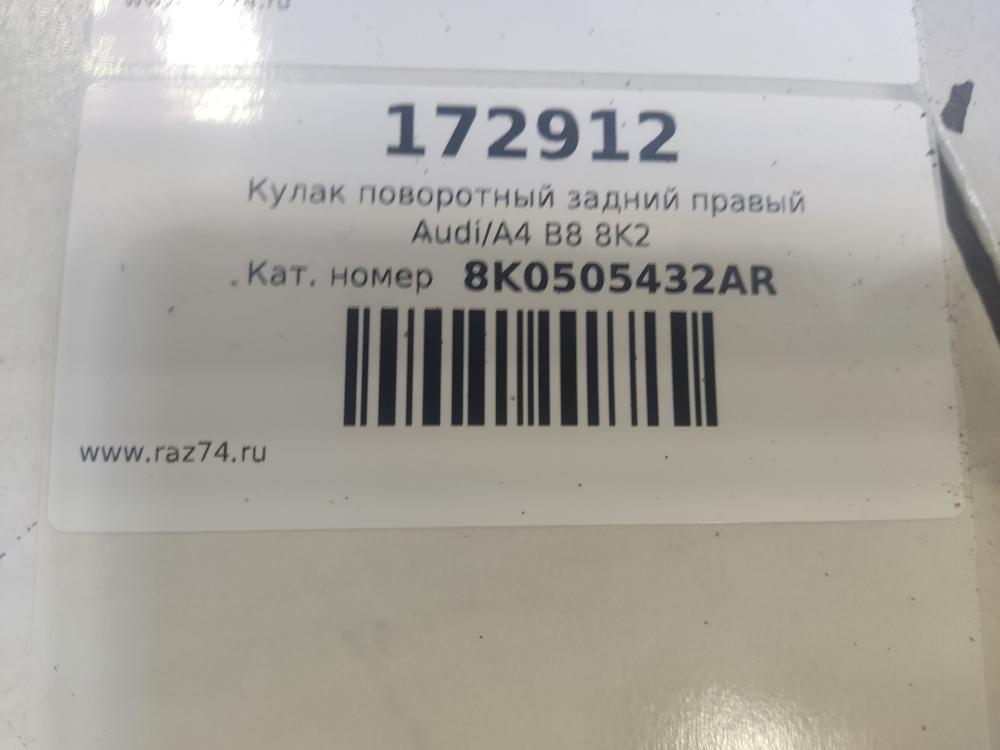 172912
Кулак поворотный задний правый
Audi/A4 B8 8K2
Кат. номер 8K0505432AR
www.raz74.ru